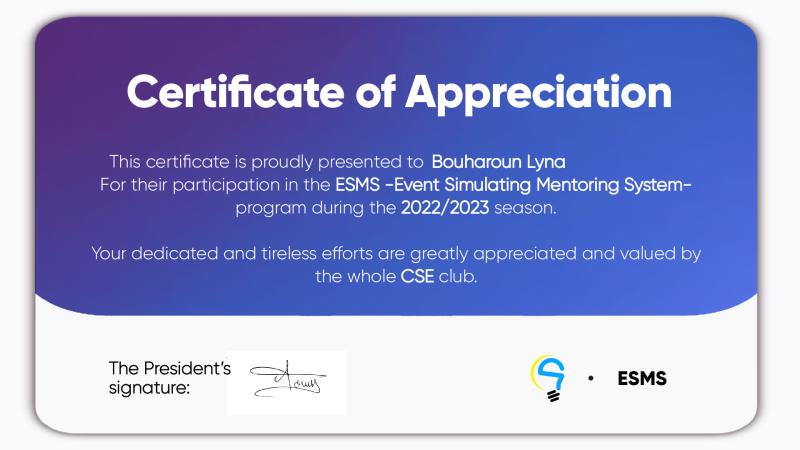 Certificate of Appreciation
This certificate is proudly presented to Bouharoun Lyna
For their participation in the ESMS -Event Simulating Mentoring System-
program during the 2022/2023 season.
Your dedicated and tireless efforts are greatly appreciated and valued by
the whole CSE club.
The President's
signature:
• ESMS